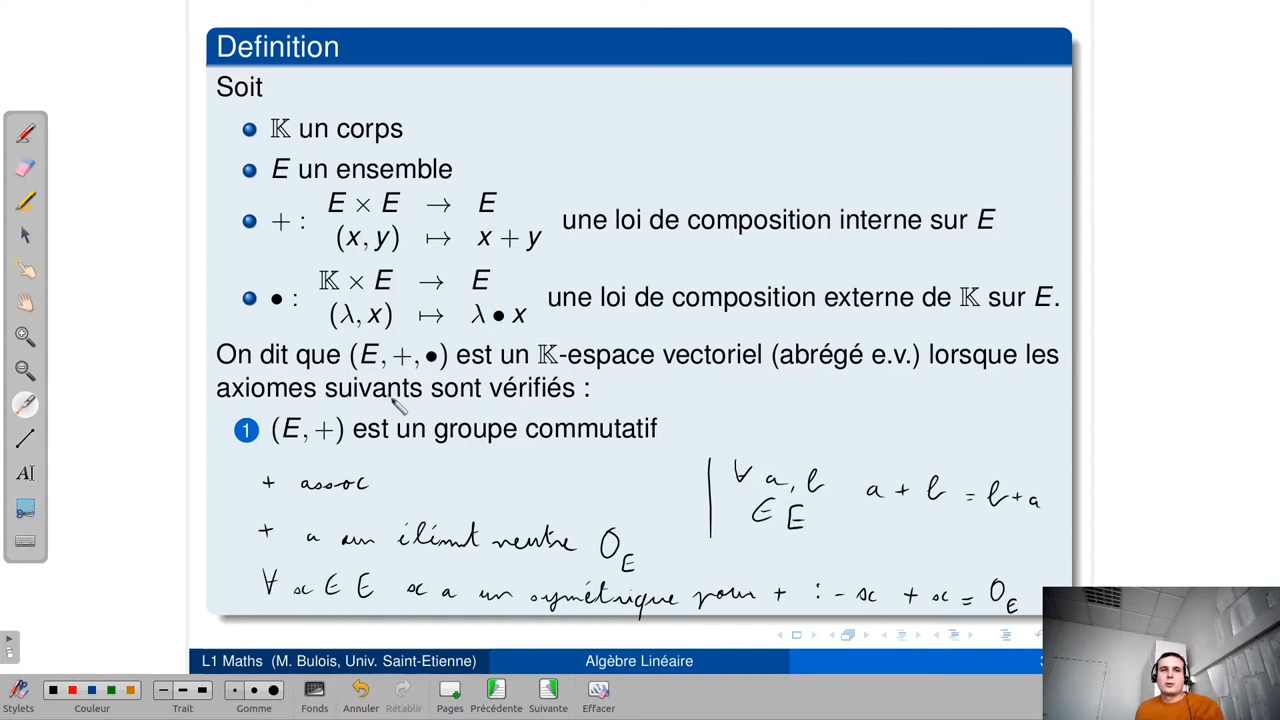 Definition
Soit
𝕂 un corps
E un ensemble
+ : E × E → E
(x, y) ↦ x + y
une loi de composition interne sur E
• : 𝕂 × E → E
(λ, x) ↦ λ • x
une loi de composition externe de 𝕂 sur E.
On dit que (E, +, •) est un 𝕂-espace vectoriel (abrégé e.v.) lorsque les
axiomes suivants sont vérifiés :
1 (E, +) est un groupe commutatif
+ assoc
∀ a, b a + b = b + a
∈ E
+ a un élément neutre 0_E
∀ x ∈ E x a un symétrique pour + : - x + x = 0_E
L1 Maths (M. Bulois, Univ. Saint-Etienne)
Algèbre Linéaire
Stylets
Couleur
Trait
Gomme
Fonds
Annuler
Rétablir
Pages
Précédente
Suivante
Effacer